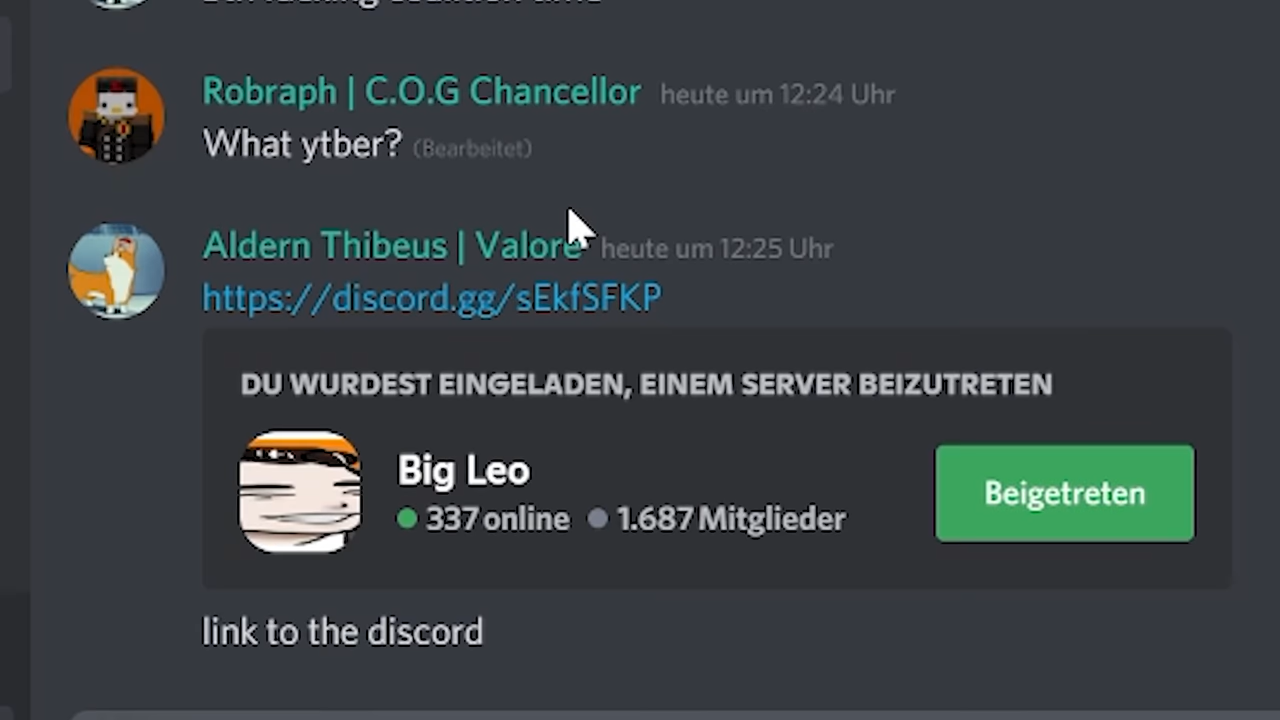 Robraph | C.O.G Chancellor heute um 12:24 Uhr
What ytber? (Bearbeitet)
Aldern Thibeus | Valore heute um 12:25 Uhr
https://discord.gg/sEkfSFKP
DU WURDEST EINGELADEN, EINEM SERVER BEIZUTRETEN
Big Leo
337 online 1.687 Mitglieder
Beigetreten
link to the discord